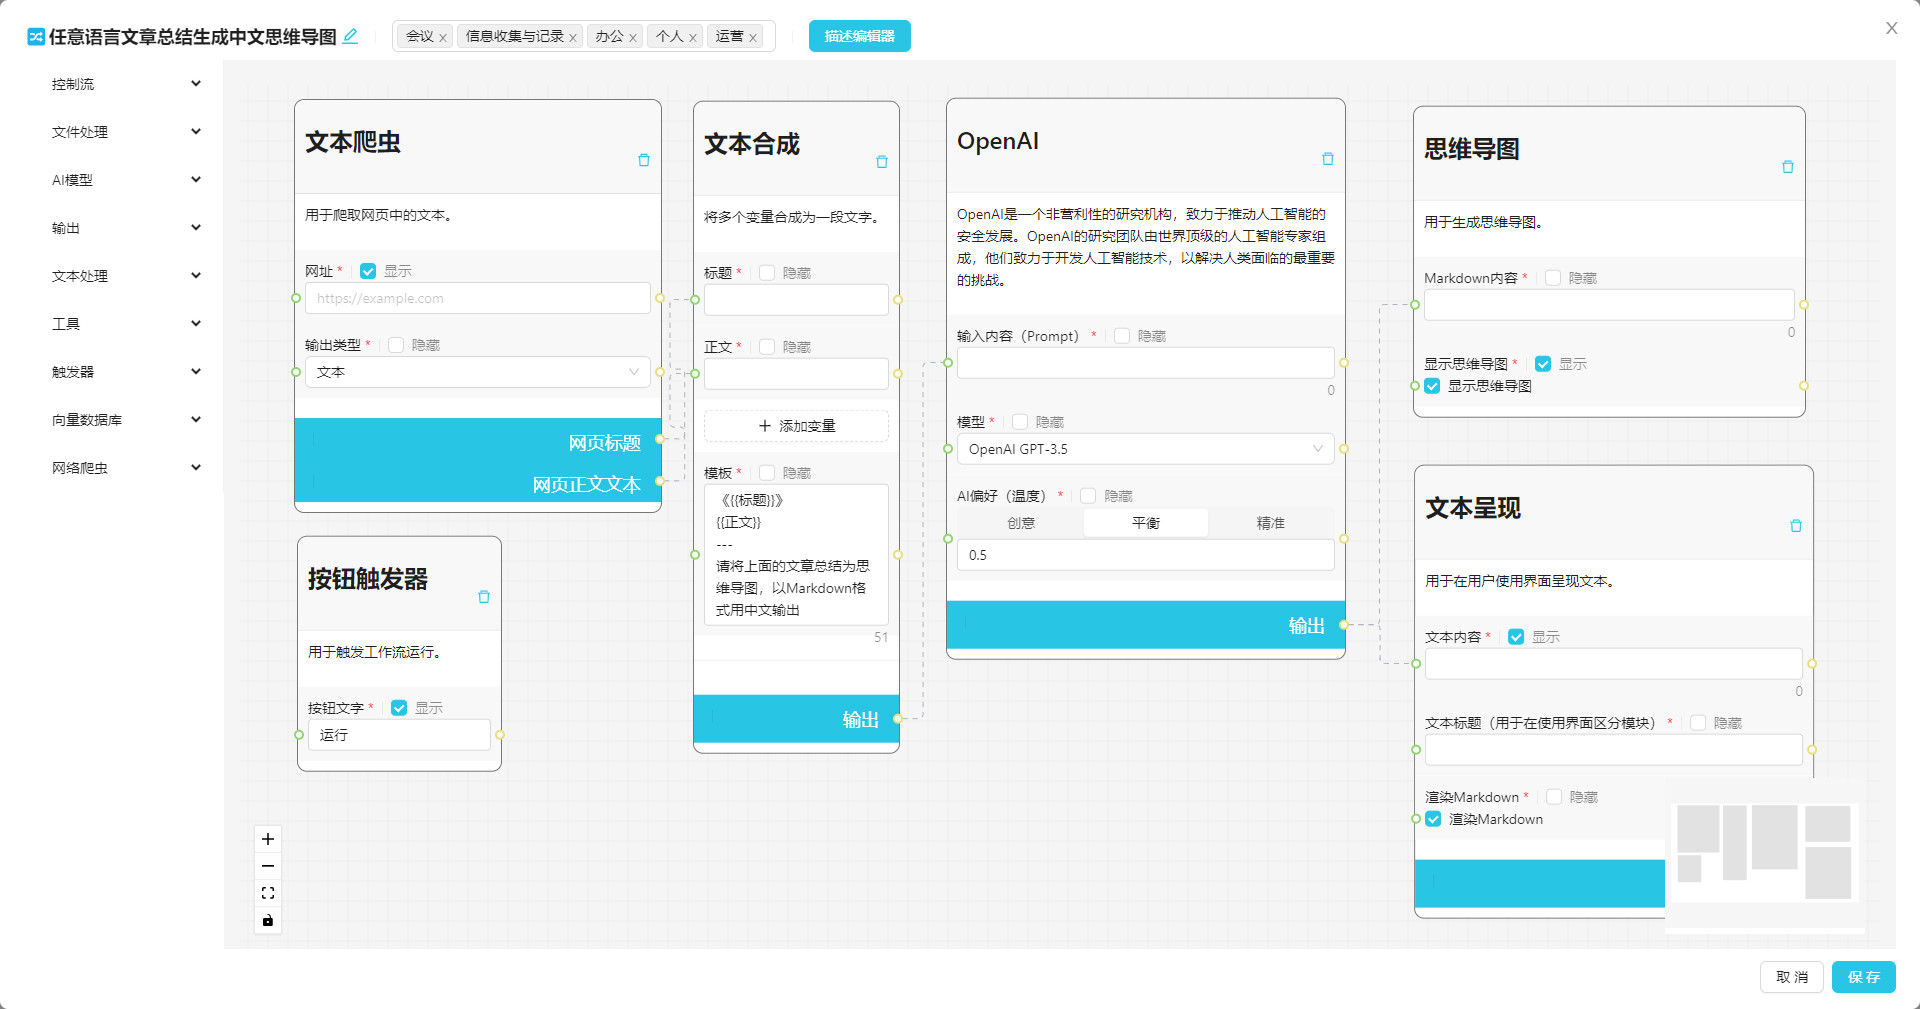 任意语言文章总结生成中文思维导图
会议 x 信息收集与记录 x 办公 x 个人 x 运营 x
描述编辑器
X
控制流
文件处理
AI模型
输出
文本处理
工具
触发器
向量数据库
网络爬虫
文本爬虫
用于爬取网页中的文本。
网址 * 显示
https://example.com
输出类型 * 隐藏
文本
网页标题
网页正文文本
按钮触发器
用于触发工作流运行。
按钮文字 * 显示
运行
文本合成
将多个变量合成为一段文字。
标题 * 隐藏
正文 * 隐藏
+ 添加变量
模板 * 隐藏
《{{标题}}》
{{正文}}
---
请将上面的文章总结为思
维导图，以Markdown格
式用中文输出
51
输出
OpenAI
OpenAI是一个非营利性的研究机构，致力于推动人工智能的
安全发展。OpenAI的研究团队由世界顶级的人工智能专家组
成，他们致力于开发人工智能技术，以解决人类面临的最重要
的挑战。
输入内容（Prompt） * 隐藏
0
模型 * 隐藏
OpenAI GPT-3.5
AI偏好（温度） * 隐藏
创意 平衡 精准
0.5
输出
思维导图
用于生成思维导图。
Markdown内容 * 隐藏
0
显示思维导图 * 显示
显示思维导图
文本呈现
用于在用户使用界面呈现文本。
文本内容 * 显示
0
文本标题（用于在使用界面区分模块） * 隐藏
渲染Markdown * 隐藏
渲染Markdown
取 消
保 存